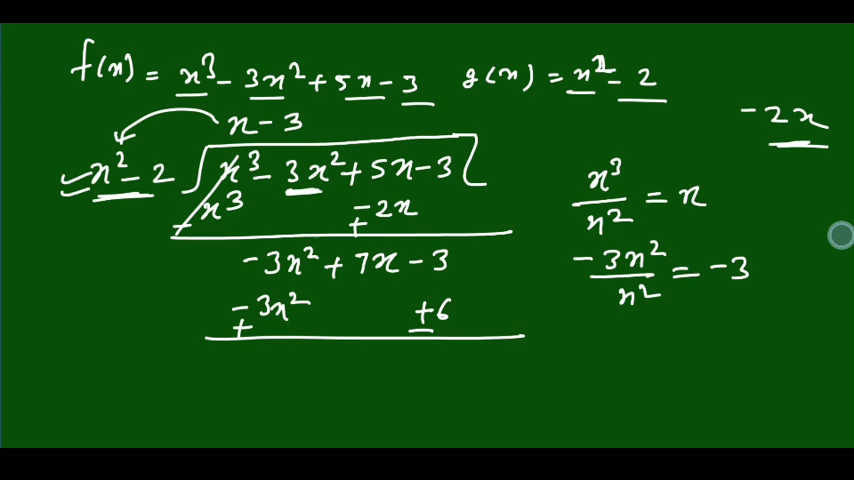 f(x) = x³ - 3x² + 5x - 3 g(x) = x² - 2
x - 3
x² - 2 ) x³ - 3x² + 5x - 3 (
x³ - 2x
- +
-3x² + 7x - 3
-3x² + 6
+ -
- 2x
x³/x² = x
-3x²/x² = -3